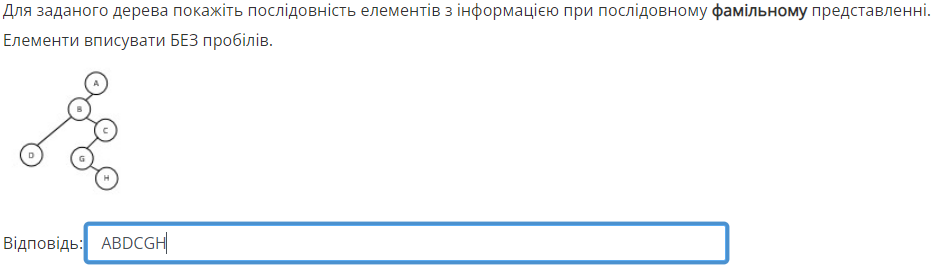 Для заданого дерева покажіть послідовність елементів з інформацією при послідовному фамільному представленні.
Елементи вписувати БЕЗ пробілів.
A
B
C
D
G
H
Відповідь: ABDCGH